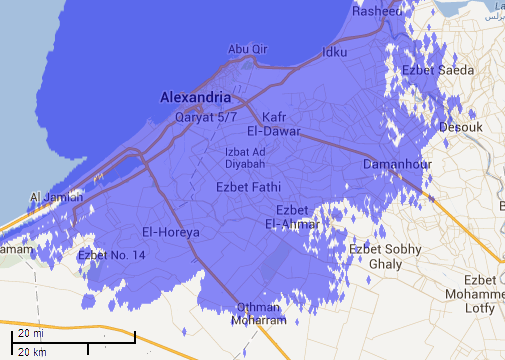 Rasheed
برلس
Abu Qir
Idku
Ezbet Saeda
Alexandria
Qaryat 5/7
Kafr
El-Dawar
Desouk
Izbat Ad
Diyabah
Damanhour
Ezbet Fathi
Al Jamiah
Ezbet
El-Ahmar
El-Horeya
Ezbet Sobhy
Ghaly
Ezbet No. 14
Ezbet
Mohamme
Lotfy
Othman
Moharram
20 mi
20 km